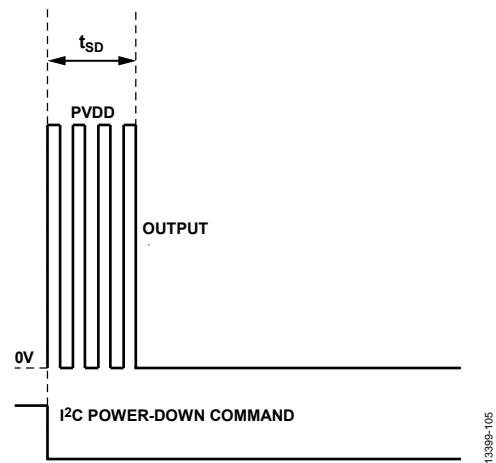 tSD
PVDD
OUTPUT
0V
I2C POWER-DOWN COMMAND
13399-105